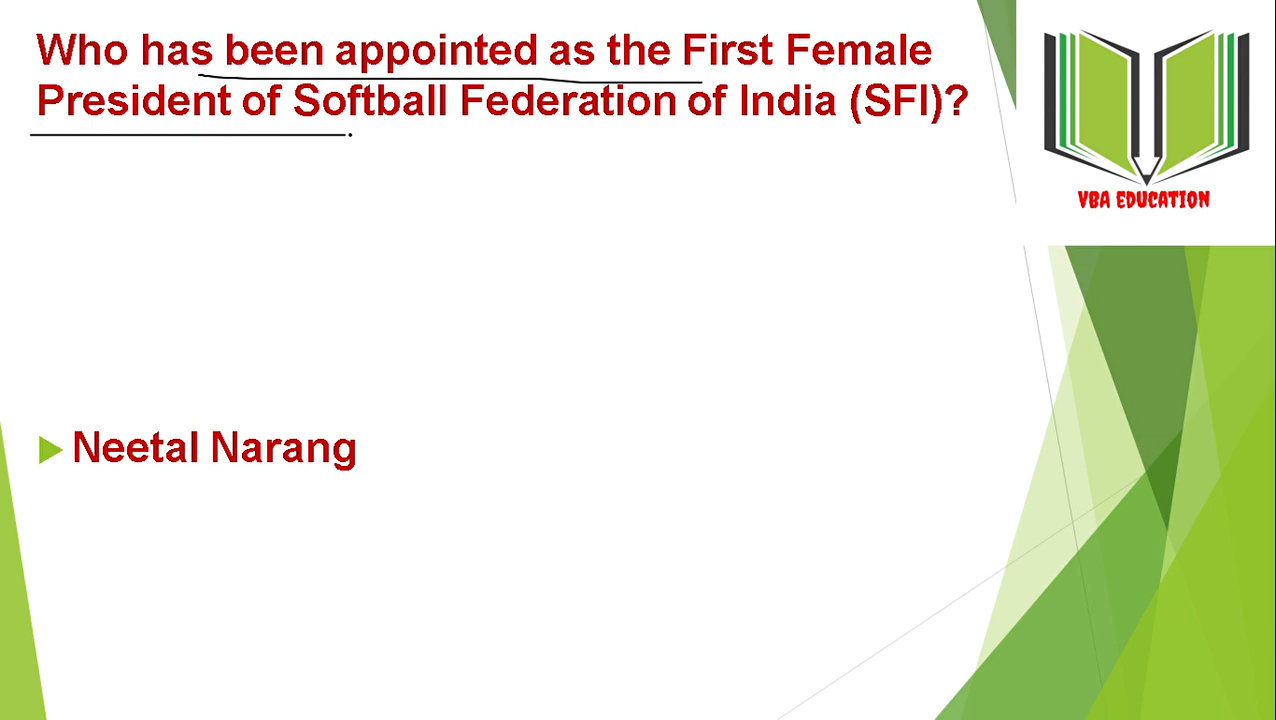 Who has been appointed as the First Female
President of Softball Federation of India (SFI)?
VBA EDUCATION
Neetal Narang